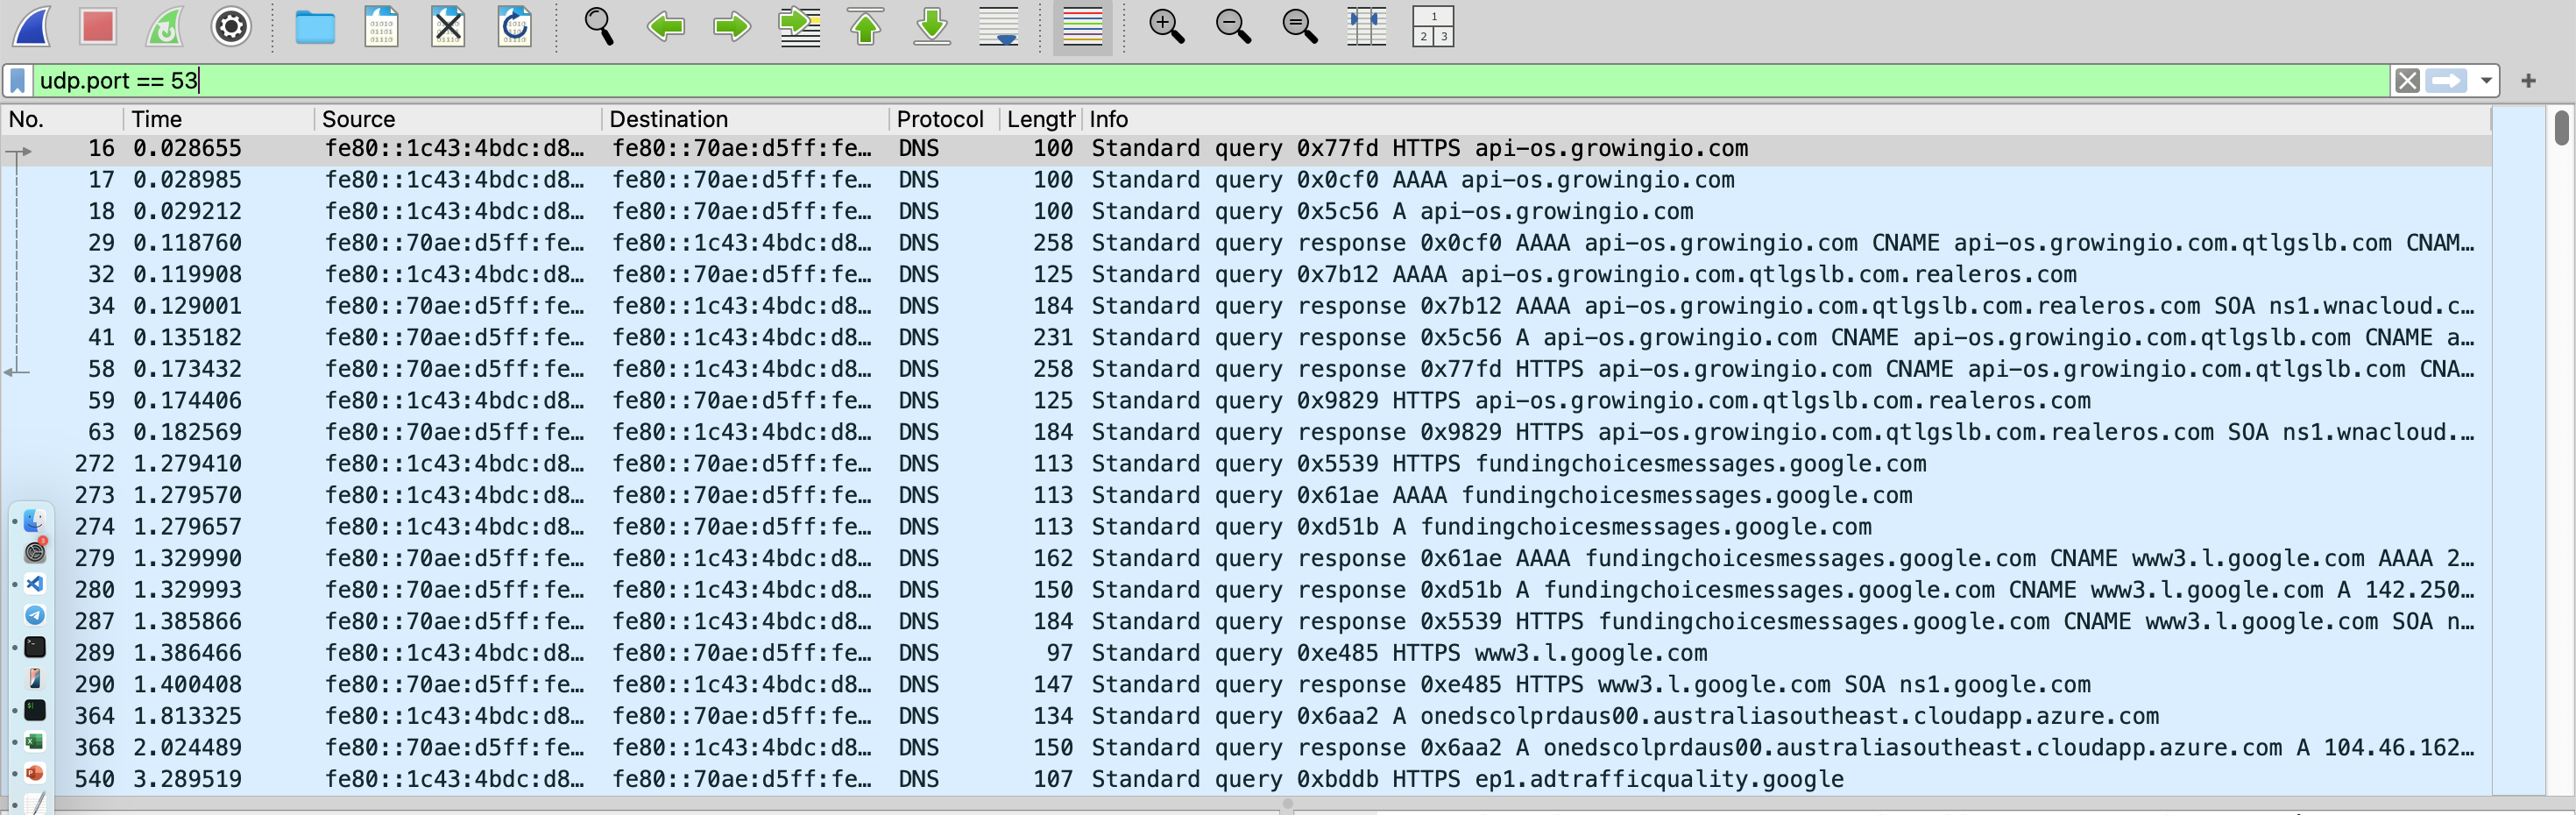 udp.port == 53
No. Time Source Destination Protocol Length Info
16 0.028655 fe80::1c43:4bdc:d8… fe80::70ae:d5ff:fe… DNS 100 Standard query 0x77fd HTTPS api-os.growingio.com
17 0.028985 fe80::1c43:4bdc:d8… fe80::70ae:d5ff:fe… DNS 100 Standard query 0x0cf0 AAAA api-os.growingio.com
18 0.029212 fe80::1c43:4bdc:d8… fe80::70ae:d5ff:fe… DNS 100 Standard query 0x5c56 A api-os.growingio.com
29 0.118760 fe80::70ae:d5ff:fe… fe80::1c43:4bdc:d8… DNS 258 Standard query response 0x0cf0 AAAA api-os.growingio.com CNAME api-os.growingio.com.qtlgslb.com CNAM…
32 0.119908 fe80::1c43:4bdc:d8… fe80::70ae:d5ff:fe… DNS 125 Standard query 0x7b12 AAAA api-os.growingio.com.qtlgslb.com.realeros.com
34 0.129001 fe80::70ae:d5ff:fe… fe80::1c43:4bdc:d8… DNS 184 Standard query response 0x7b12 AAAA api-os.growingio.com.qtlgslb.com.realeros.com SOA ns1.wnacloud.c…
41 0.135182 fe80::70ae:d5ff:fe… fe80::1c43:4bdc:d8… DNS 231 Standard query response 0x5c56 A api-os.growingio.com CNAME api-os.growingio.com.qtlgslb.com CNAME a…
58 0.173432 fe80::70ae:d5ff:fe… fe80::1c43:4bdc:d8… DNS 258 Standard query response 0x77fd HTTPS api-os.growingio.com CNAME api-os.growingio.com.qtlgslb.com CNA…
59 0.174406 fe80::1c43:4bdc:d8… fe80::70ae:d5ff:fe… DNS 125 Standard query 0x9829 HTTPS api-os.growingio.com.qtlgslb.com.realeros.com
63 0.182569 fe80::70ae:d5ff:fe… fe80::1c43:4bdc:d8… DNS 184 Standard query response 0x9829 HTTPS api-os.growingio.com.qtlgslb.com.realeros.com SOA ns1.wnacloud.…
272 1.279410 fe80::1c43:4bdc:d8… fe80::70ae:d5ff:fe… DNS 113 Standard query 0x5539 HTTPS fundingchoicesmessages.google.com
273 1.279570 fe80::1c43:4bdc:d8… fe80::70ae:d5ff:fe… DNS 113 Standard query 0x61ae AAAA fundingchoicesmessages.google.com
274 1.279657 fe80::1c43:4bdc:d8… fe80::70ae:d5ff:fe… DNS 113 Standard query 0xd51b A fundingchoicesmessages.google.com
279 1.329990 fe80::70ae:d5ff:fe… fe80::1c43:4bdc:d8… DNS 162 Standard query response 0x61ae AAAA fundingchoicesmessages.google.com CNAME www3.l.google.com AAAA 2…
280 1.329993 fe80::70ae:d5ff:fe… fe80::1c43:4bdc:d8… DNS 150 Standard query response 0xd51b A fundingchoicesmessages.google.com CNAME www3.l.google.com A 142.250…
287 1.385866 fe80::70ae:d5ff:fe… fe80::1c43:4bdc:d8… DNS 184 Standard query response 0x5539 HTTPS fundingchoicesmessages.google.com CNAME www3.l.google.com SOA n…
289 1.386466 fe80::1c43:4bdc:d8… fe80::70ae:d5ff:fe… DNS 97 Standard query 0xe485 HTTPS www3.l.google.com
290 1.400408 fe80::70ae:d5ff:fe… fe80::1c43:4bdc:d8… DNS 147 Standard query response 0xe485 HTTPS www3.l.google.com SOA ns1.google.com
364 1.813325 fe80::1c43:4bdc:d8… fe80::70ae:d5ff:fe… DNS 134 Standard query 0x6aa2 A onedscolprdaus00.australiasoutheast.cloudapp.azure.com
368 2.024489 fe80::70ae:d5ff:fe… fe80::1c43:4bdc:d8… DNS 150 Standard query response 0x6aa2 A onedscolprdaus00.australiasoutheast.cloudapp.azure.com A 104.46.162…
540 3.289519 fe80::1c43:4bdc:d8… fe80::70ae:d5ff:fe… DNS 107 Standard query 0xbddb HTTPS ep1.adtrafficquality.google